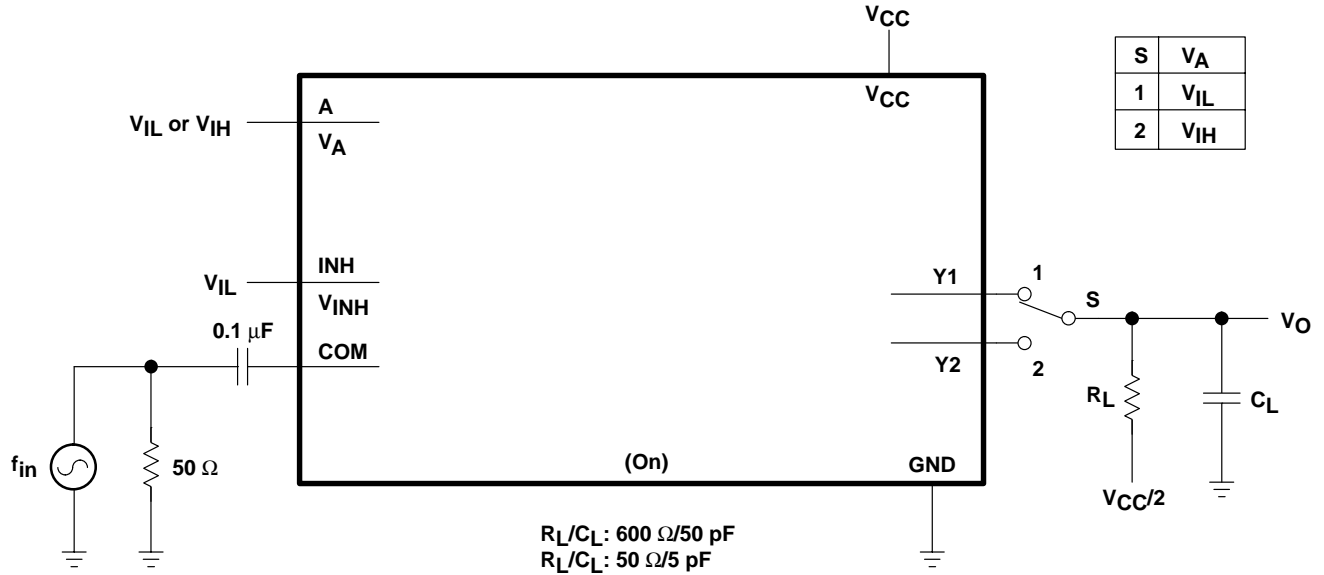 VCC
S VA
1 VIL
2 VIH
VCC
A
VIL or VIH
VA
INH
VIL
VINH
Y1
1
S
VO
0.1 μF
COM
Y2
2
RL
CL
fin
50 Ω
(On)
GND
VCC/2
RL/CL: 600 Ω/50 pF
RL/CL: 50 Ω/5 pF